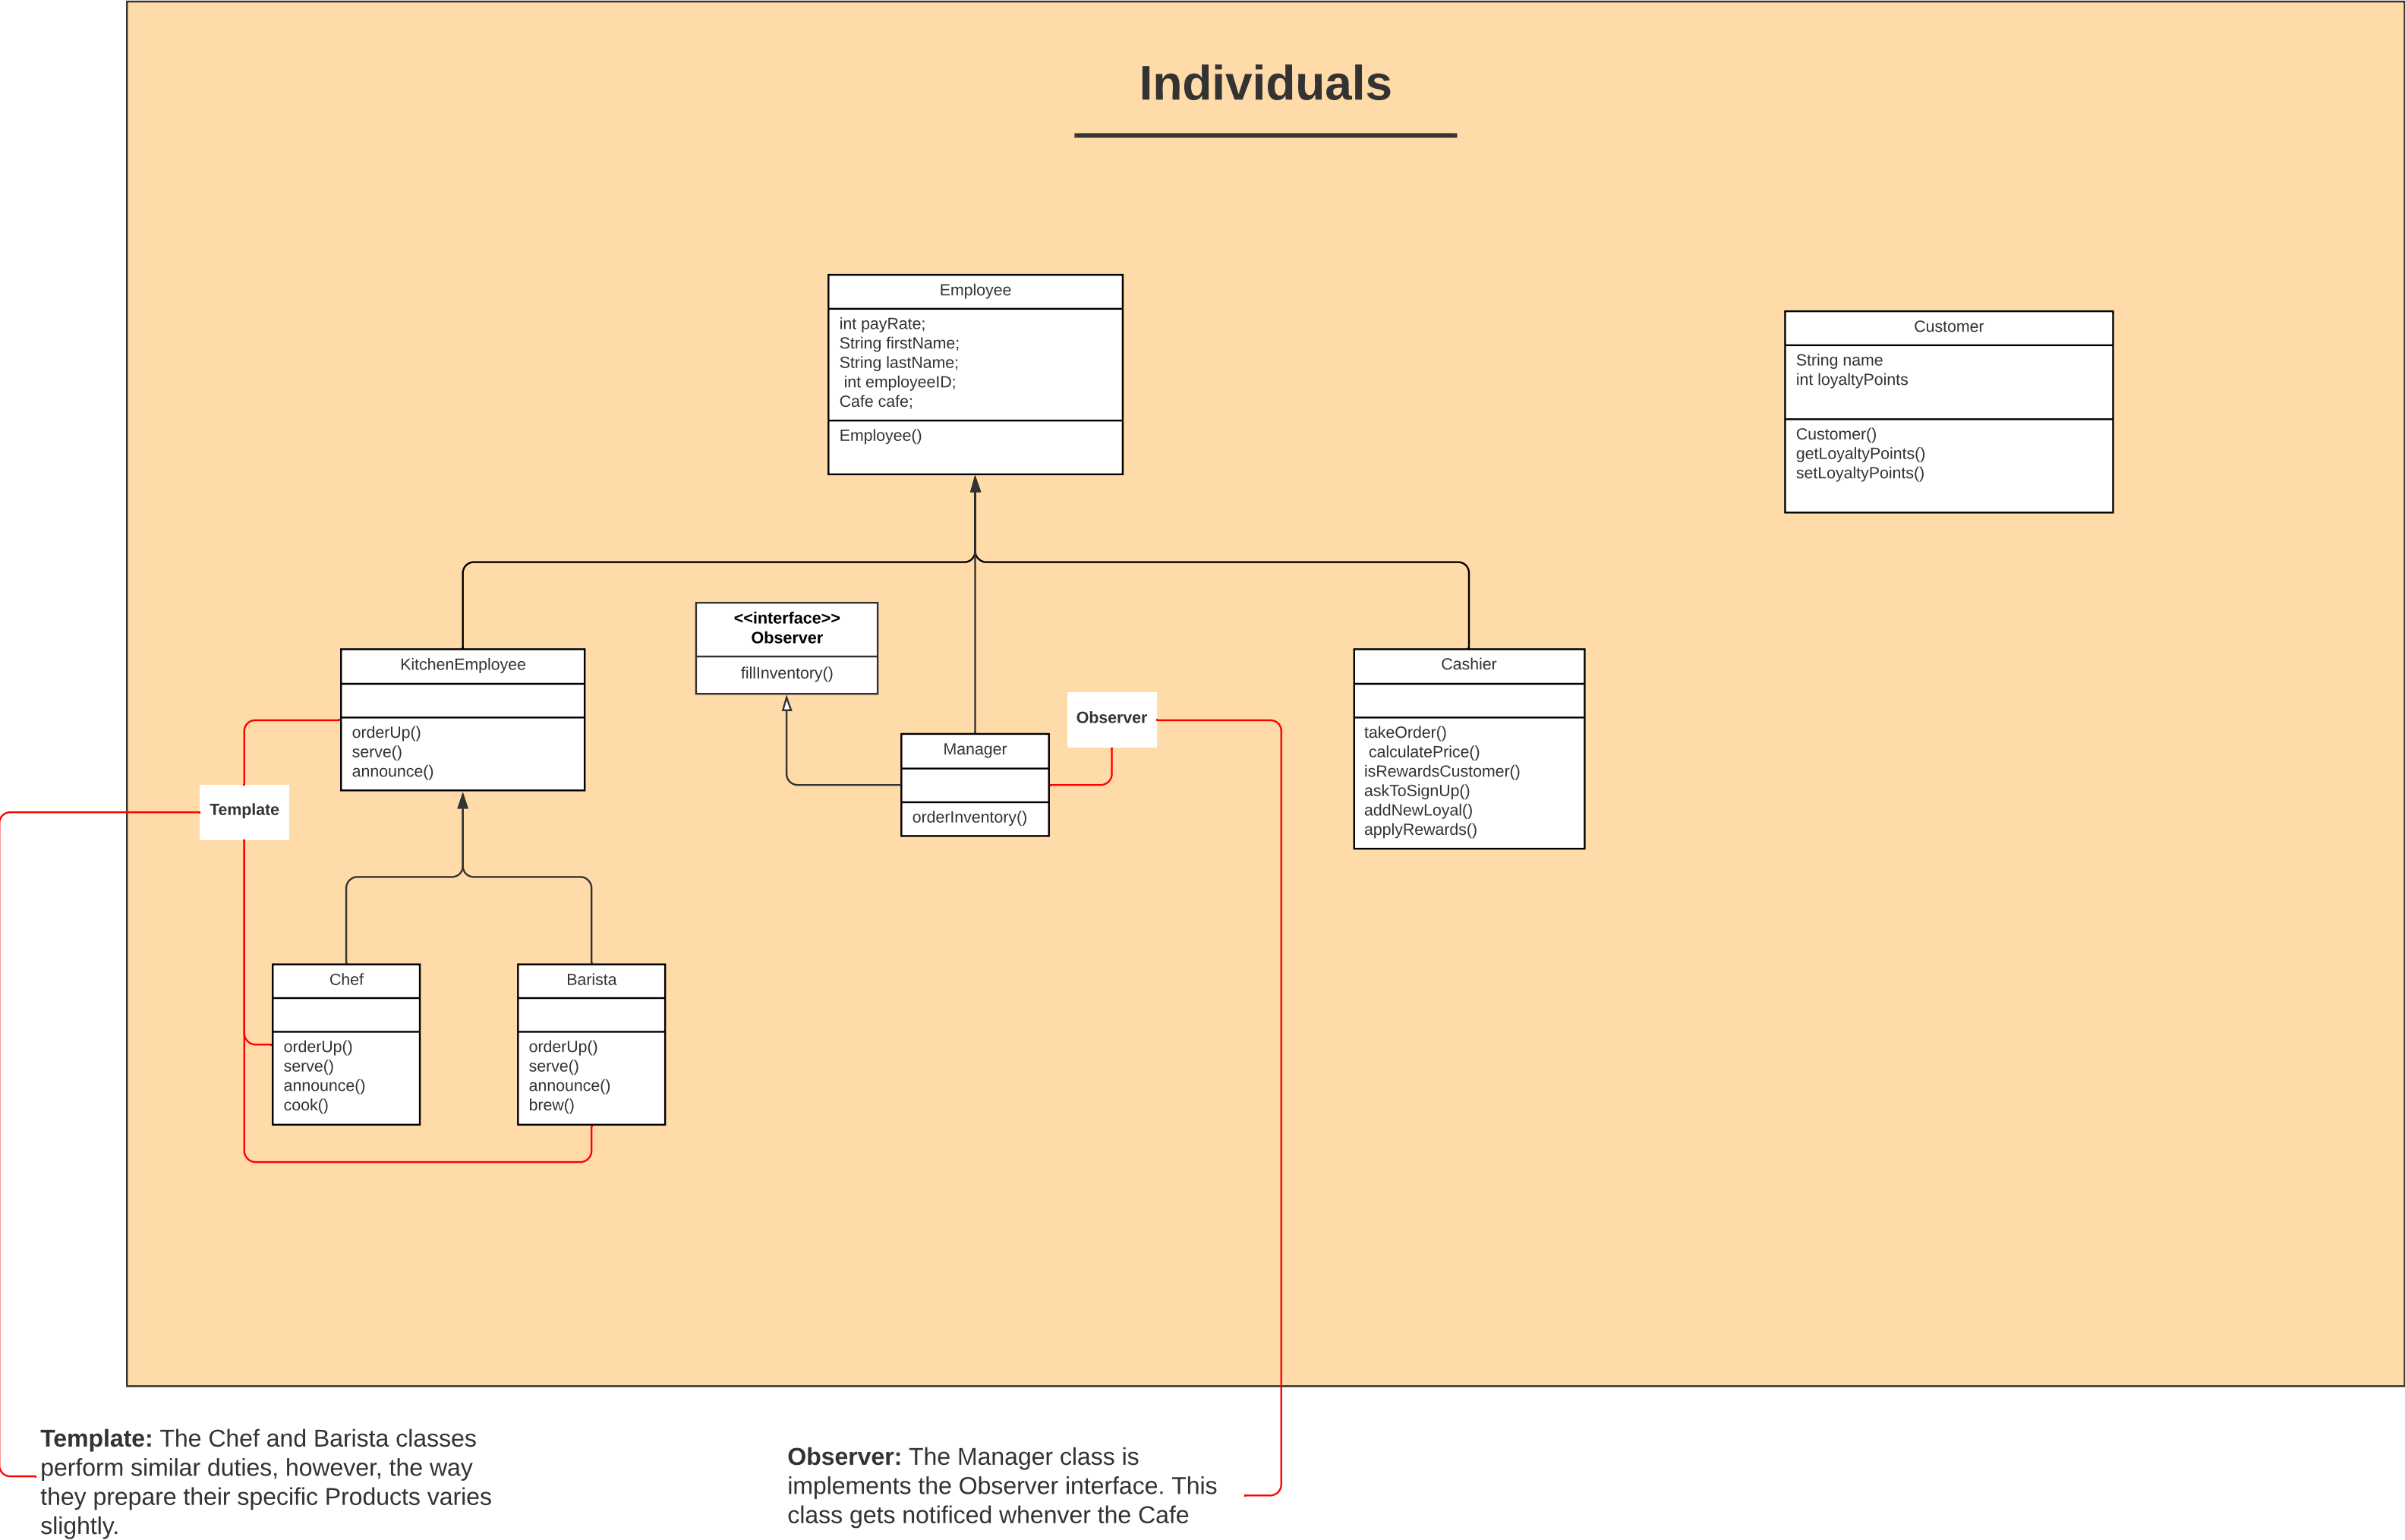 Individuals
Employee
int payRate;
String firstName;
String lastName;
int employeeID;
Cafe cafe;
Employee()
Customer
String name
int loyaltyPoints
Customer()
getLoyaltyPoints()
setLoyaltyPoints()
<<interface>>
Observer
fillInventory()
KitchenEmployee
orderUp()
serve()
announce()
Manager
orderInventory()
Observer
Cashier
takeOrder()
calculatePrice()
isRewardsCustomer()
askToSignUp()
addNewLoyal()
applyRewards()
Template
Chef
orderUp()
serve()
announce()
cook()
Barista
orderUp()
serve()
announce()
brew()
Template: The Chef and Barista classes
perform similar duties, however, the way
they prepare their specific Products varies
slightly.
Observer: The Manager class is
implements the Observer interface. This
class gets notificed whenver the Cafe